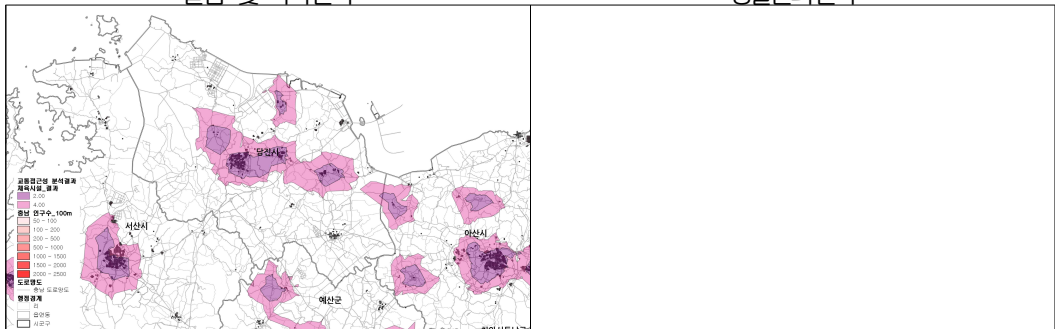 당진시
교통접근성 분석결과
체육시설_결과
2.00
4.00
충남 인구수_100m
50 - 100
100 - 200
200 - 500
500 - 1000
1000 - 1500
1500 - 2000
2000 - 2500
도로명도
충남 도로망도
행정경계
리
읍면동
시군구
서산시
아산시
예산군